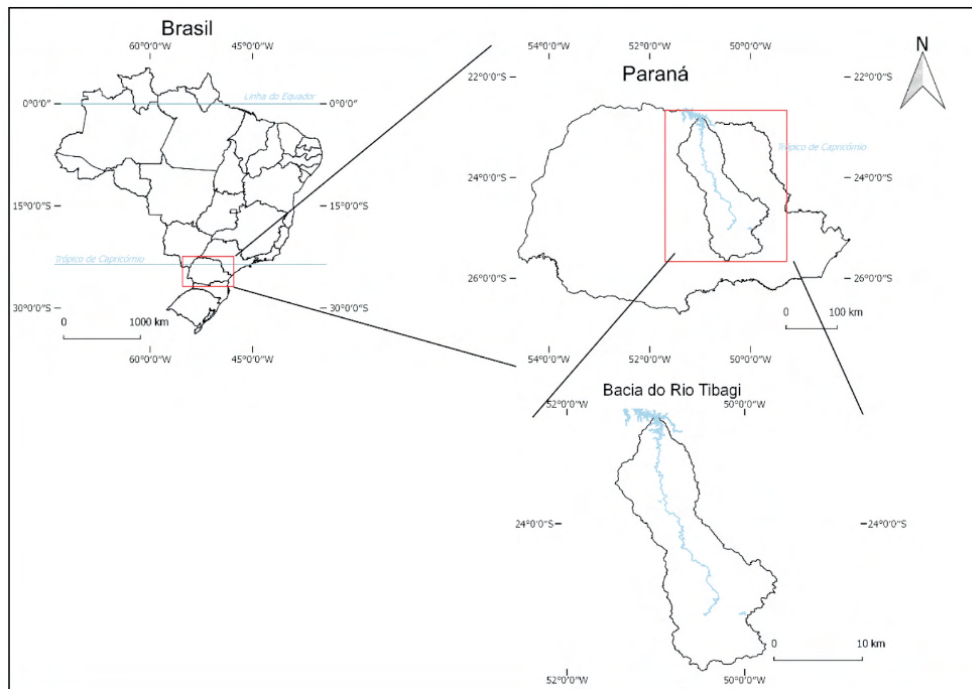 Brasil
60°0'0"W 45°0'0"W
Linha do Equador
0°0'0"S 0°0'0"S
15°0'0"S 15°0'0"S
Trópico de Capricórnio
30°0'0"S 30°0'0"S
0 1000 km
60°0'0"W 45°0'0"W
54°0'0"W 52°0'0"W 50°0'0"W
N
Paraná
22°0'0"S 22°0'0"S
Trópico de Capricórnio
24°0'0"S 24°0'0"S
26°0'0"S 26°0'0"S
0 100 km
54°0'0"W 52°0'0"W 50°0'0"W
Bacia do Rio Tibagi
52°0'0"W 50°0'0"W
24°0'0"S 24°0'0"S
0 10 km
52°0'0"W 50°0'0"W